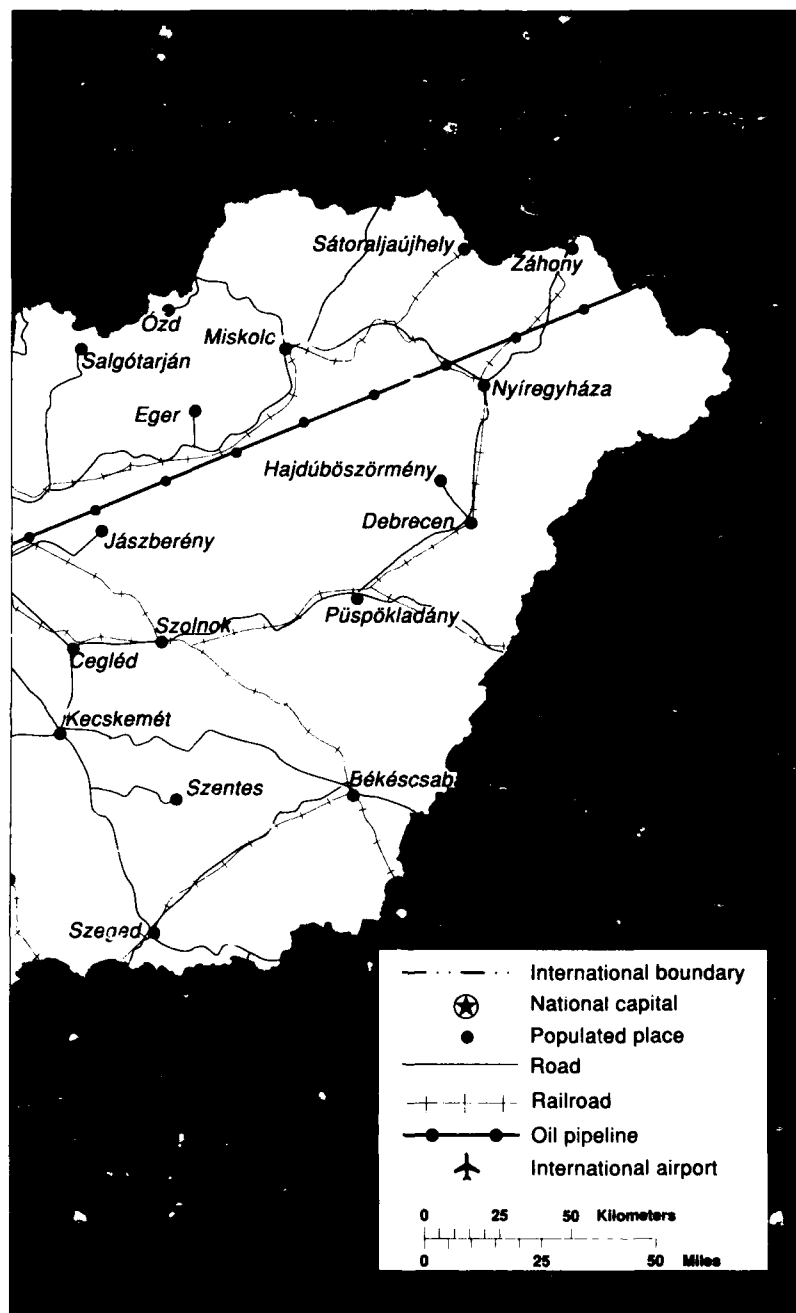 Sátoraljaújhely
Záhony
Ózd
Miskolc
Salgótarján
Nyíregyháza
Eger
Hajdúböszörmény
Debrecen
Jászberény
Püspökladány
Szolnok
Cegléd
Kecskemét
Békéscsaba
Szentes
Szeged
International boundary
National capital
Populated place
Road
Railroad
Oil pipeline
International airport
0 25 50 Kilometers
0 25 50 Miles